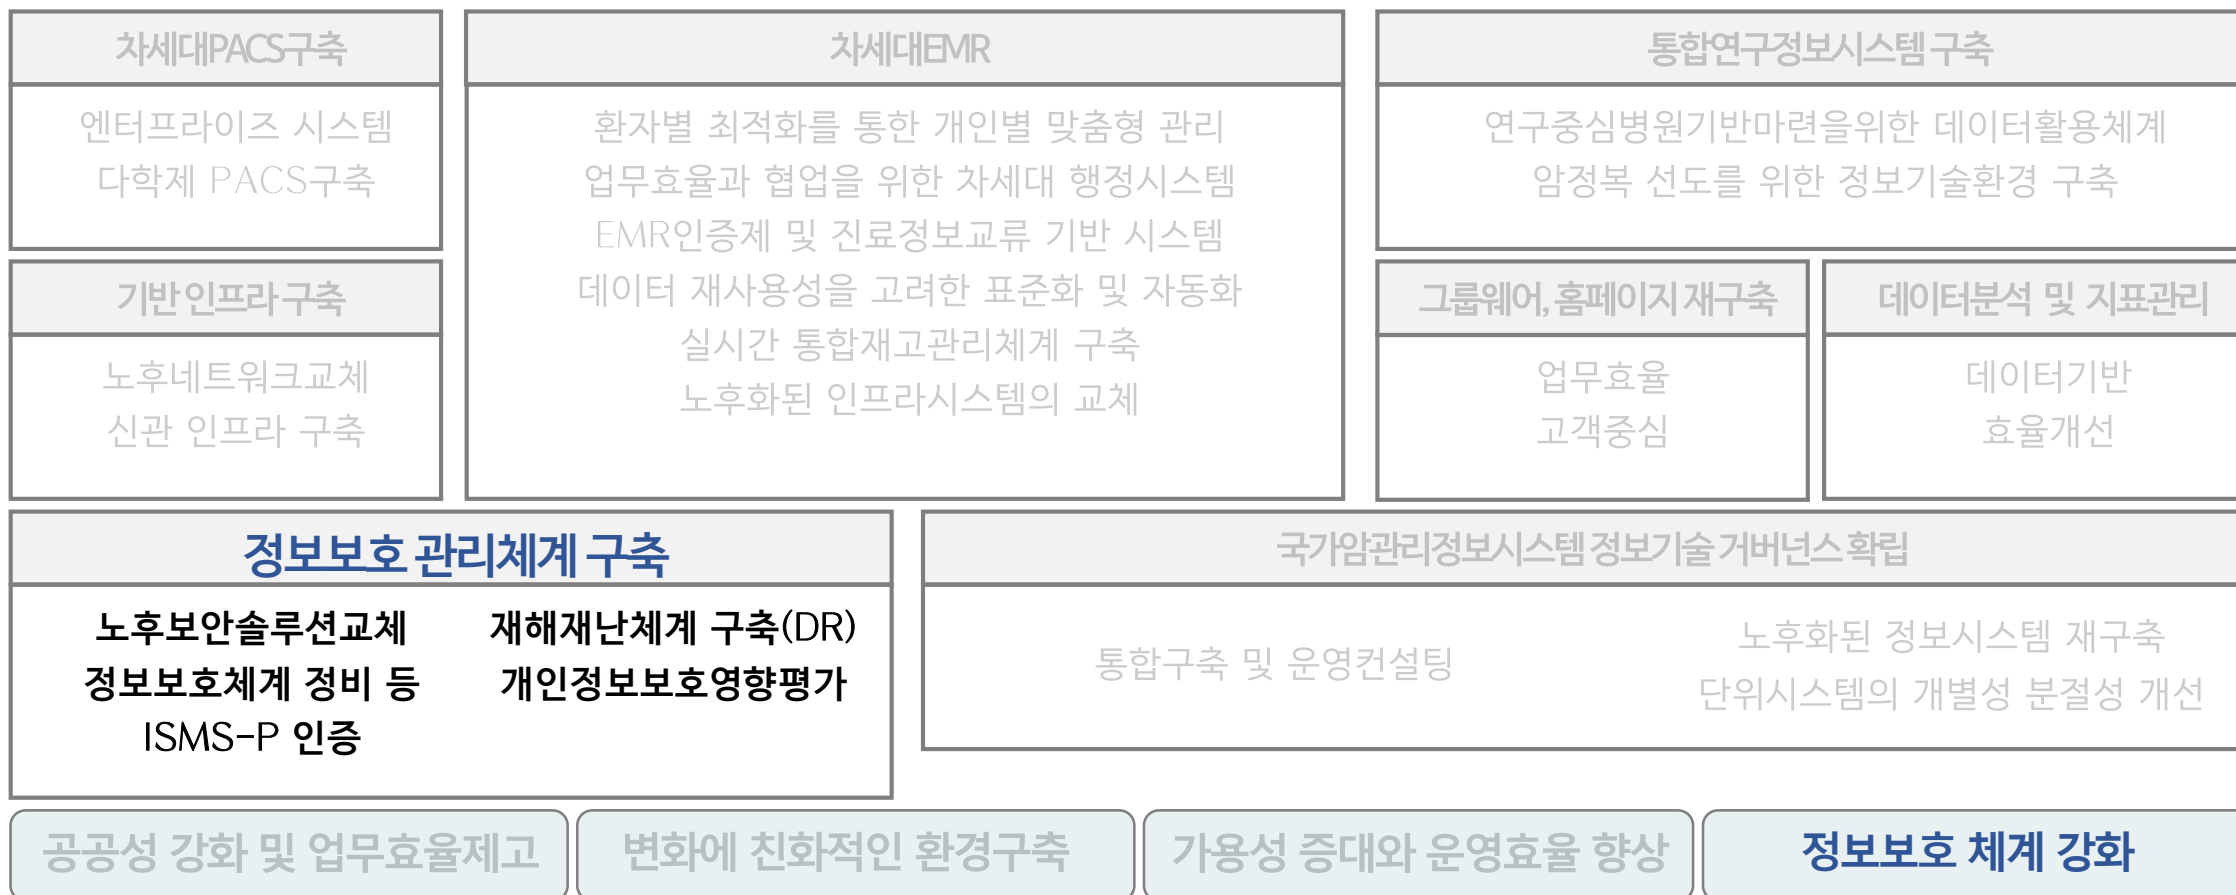 차세대PACS구축
엔터프라이즈 시스템
다학제 PACS구축
차세대EMR
환자별 최적화를 통한 개인별 맞춤형 관리
업무효율과 협업을 위한 차세대 행정시스템
EMR인증제 및 진료정보교류 기반 시스템
데이터 재사용성을 고려한 표준화 및 자동화
실시간 통합재고관리체계 구축
노후화된 인프라시스템의 교체
통합연구정보시스템 구축
연구중심병원기반마련을위한 데이터활용체계
암정복 선도를 위한 정보기술환경 구축
기반 인프라 구축
노후네트워크교체
신관 인프라 구축
그룹웨어, 홈페이지 재구축
업무효율
고객중심
데이터분석 및 지표관리
데이터기반
효율개선
정보보호 관리체계 구축
노후보안솔루션교체
정보보호체계 정비 등
ISMS-P 인증
재해재난체계 구축(DR)
개인정보보호영향평가
국가암관리정보시스템 정보기술 거버넌스 확립
통합구축 및 운영컨설팅
노후화된 정보시스템 재구축
단위시스템의 개별성 분절성 개선
공공성 강화 및 업무효율제고
변화에 친화적인 환경구축
가용성 증대와 운영효율 향상
정보보호 체계 강화